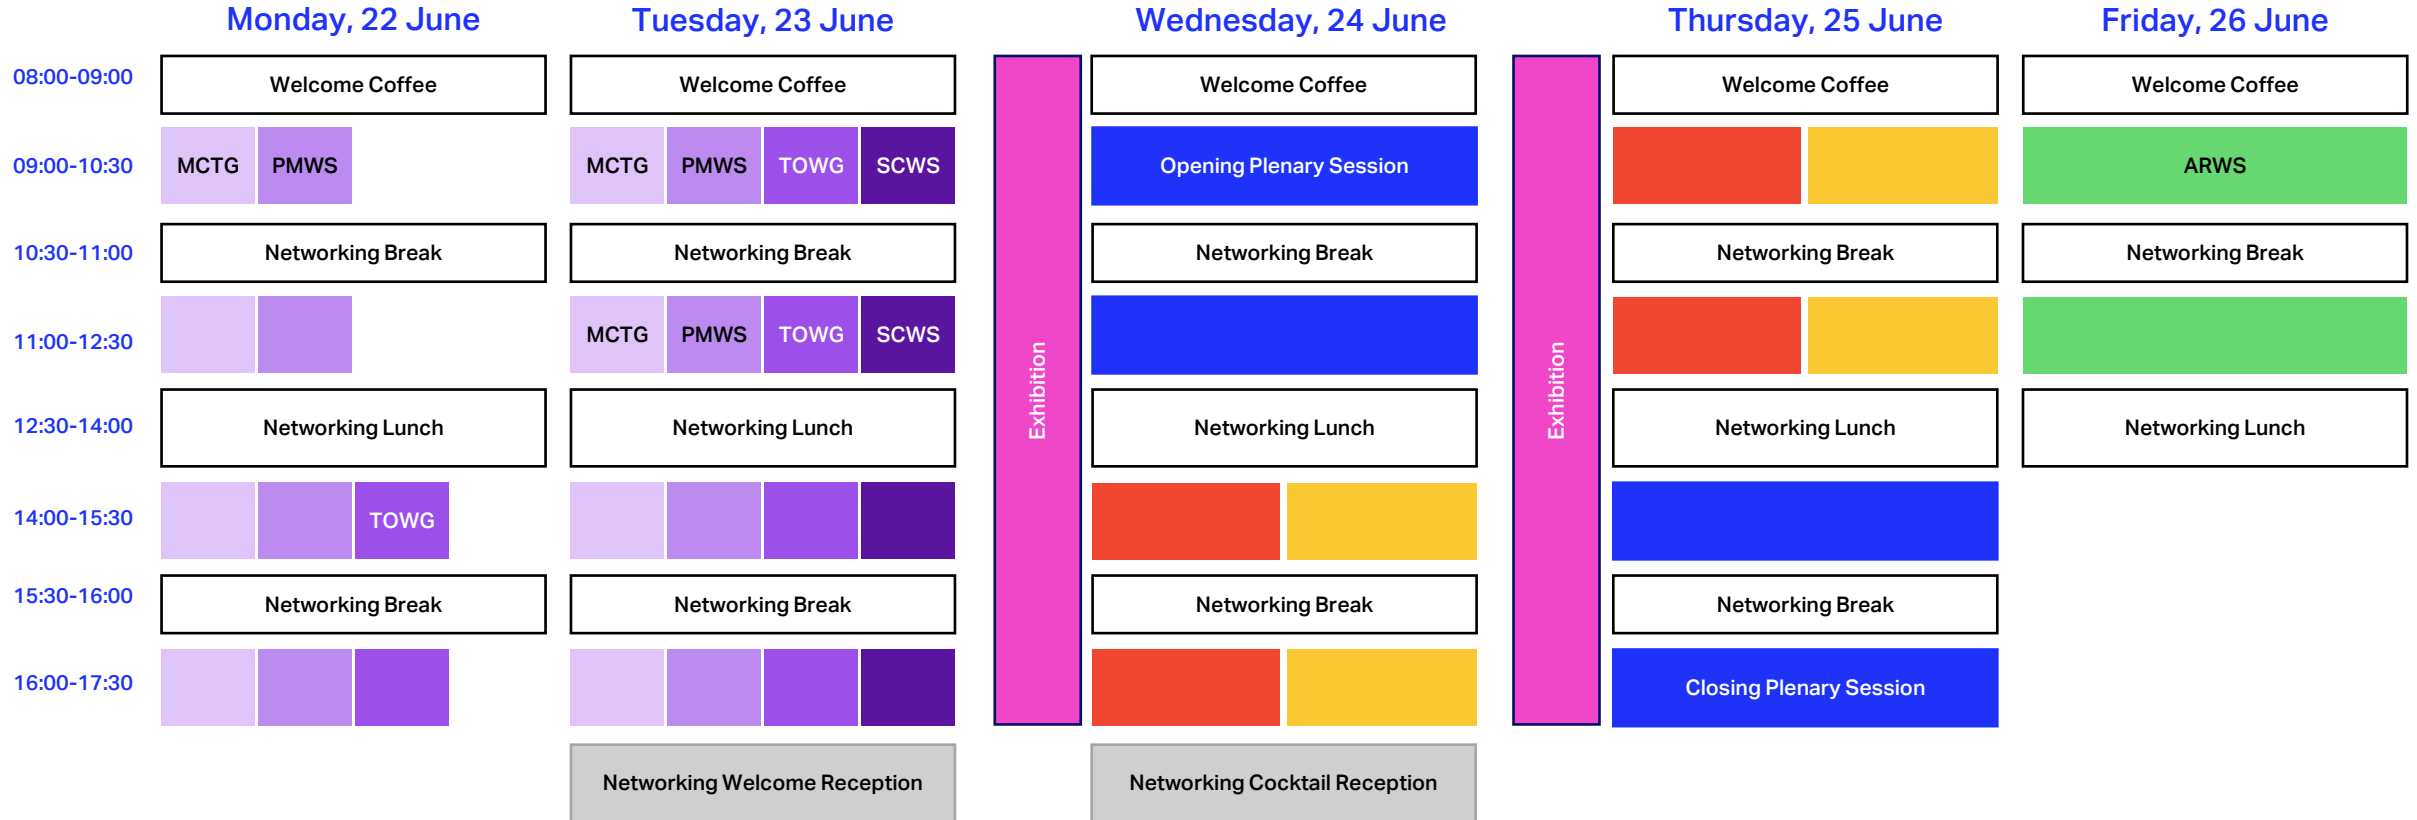 Monday, 22 June
Tuesday, 23 June
Wednesday, 24 June
Thursday, 25 June
Friday, 26 June
08:00-09:00
Welcome Coffee
Welcome Coffee
Welcome Coffee
Welcome Coffee
Welcome Coffee
09:00-10:30
MCTG
PMWS
MCTG
PMWS
TOWG
SCWS
Opening Plenary Session
ARWS
10:30-11:00
Networking Break
Networking Break
Networking Break
Networking Break
Networking Break
11:00-12:30
MCTG
PMWS
TOWG
SCWS
Exhibition
Exhibition
12:30-14:00
Networking Lunch
Networking Lunch
Networking Lunch
Networking Lunch
Networking Lunch
14:00-15:30
TOWG
15:30-16:00
Networking Break
Networking Break
Networking Break
Networking Break
16:00-17:30
Closing Plenary Session
Networking Welcome Reception
Networking Cocktail Reception